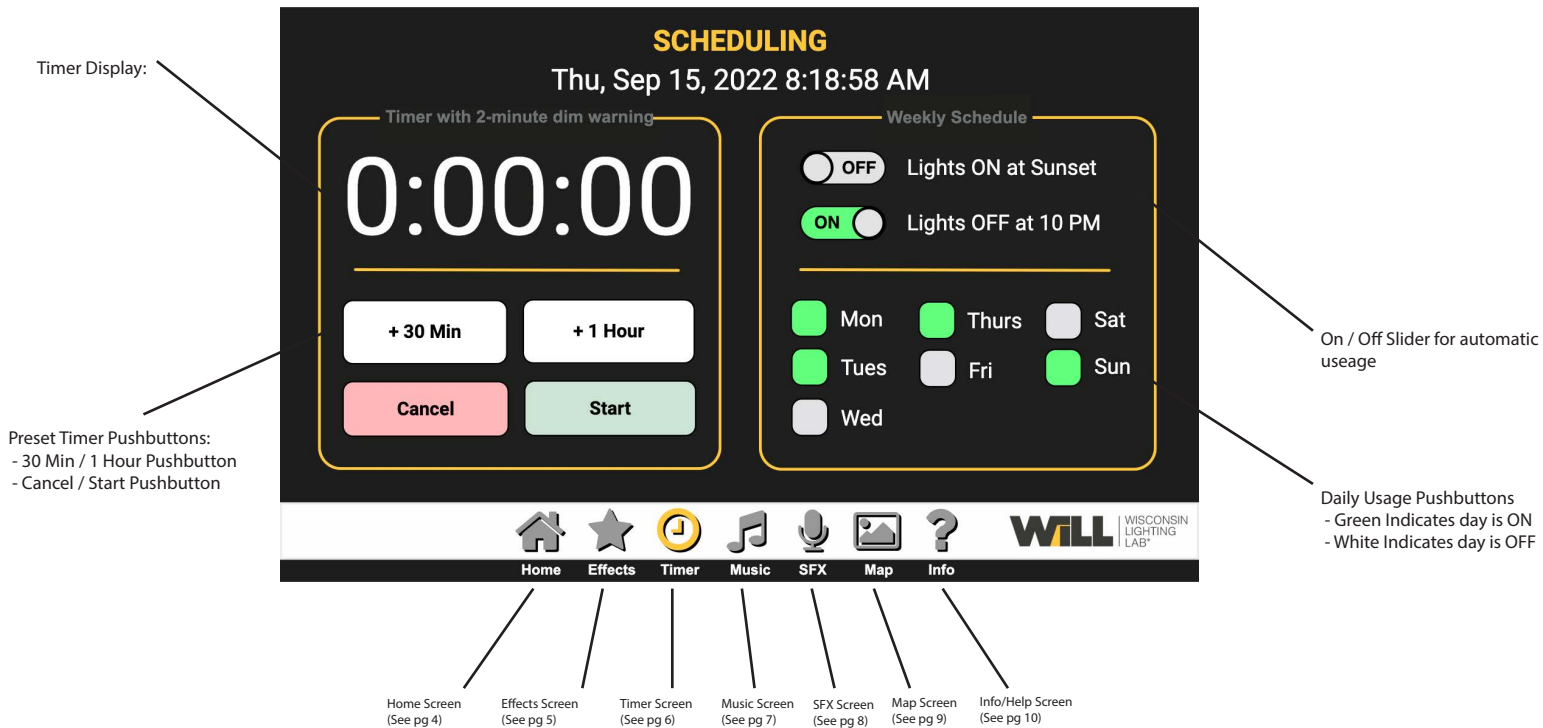 SCHEDULING
Thu, Sep 15, 2022 8:18:58 AM
Timer Display:
Timer with 2-minute dim warning
0:00:00
+ 30 Min
+ 1 Hour
Cancel
Start
Preset Timer Pushbuttons:
- 30 Min / 1 Hour Pushbutton
- Cancel / Start Pushbutton
Weekly Schedule
OFF Lights ON at Sunset
ON Lights OFF at 10 PM
Mon Thurs Sat
Tues Fri Sun
Wed
On / Off Slider for automatic
useage
Daily Usage Pushbuttons
- Green Indicates day is ON
- White Indicates day is OFF
Home Effects Timer Music SFX Map Info
WiLL
WISCONSIN
LIGHTING
LAB®
Home Screen
(See pg 4)
Effects Screen
(See pg 5)
Timer Screen
(See pg 6)
Music Screen
(See pg 7)
SFX Screen
(See pg 8)
Map Screen
(See pg 9)
Info/Help Screen
(See pg 10)